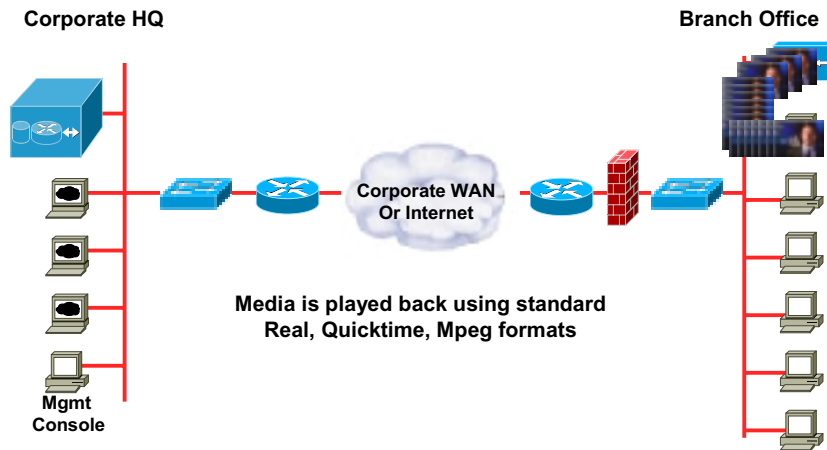 Corporate HQ
Branch Office
Corporate WAN
Or Internet
Media is played back using standard
Real, Quicktime, Mpeg formats
Mgmt
Console